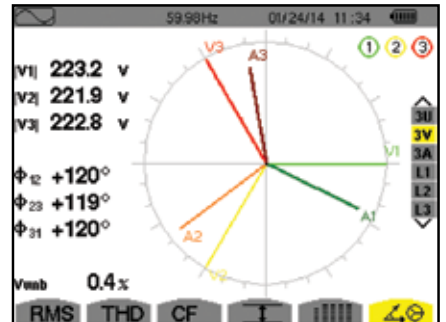 59.98Hz 01/24/14 11:34
V3
A3
1 2 3
|V1| 223.2 v
|V2| 221.9 v
|V3| 222.8 v
3U
3V
3A
L1
L2
L3
V1
A1
ϕ12 +120°
ϕ23 +119°
ϕ31 +120°
A2
V2
Vunb 0.4%
RMS THD CF